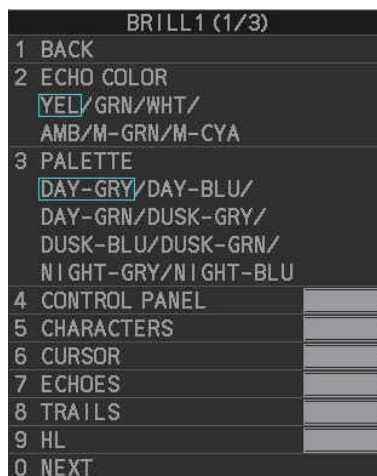 BRILL1 (1/3)
1 BACK
2 ECHO COLOR
YEL/GRN/WHT/
AMB/M-GRN/M-CYA
3 PALETTE
DAY-GRY/DAY-BLU/
DAY-GRN/DUSK-GRY/
DUSK-BLU/DUSK-GRN/
NIGHT-GRY/NIGHT-BLU
4 CONTROL PANEL
5 CHARACTERS
6 CURSOR
7 ECHOES
8 TRAILS
9 HL
0 NEXT